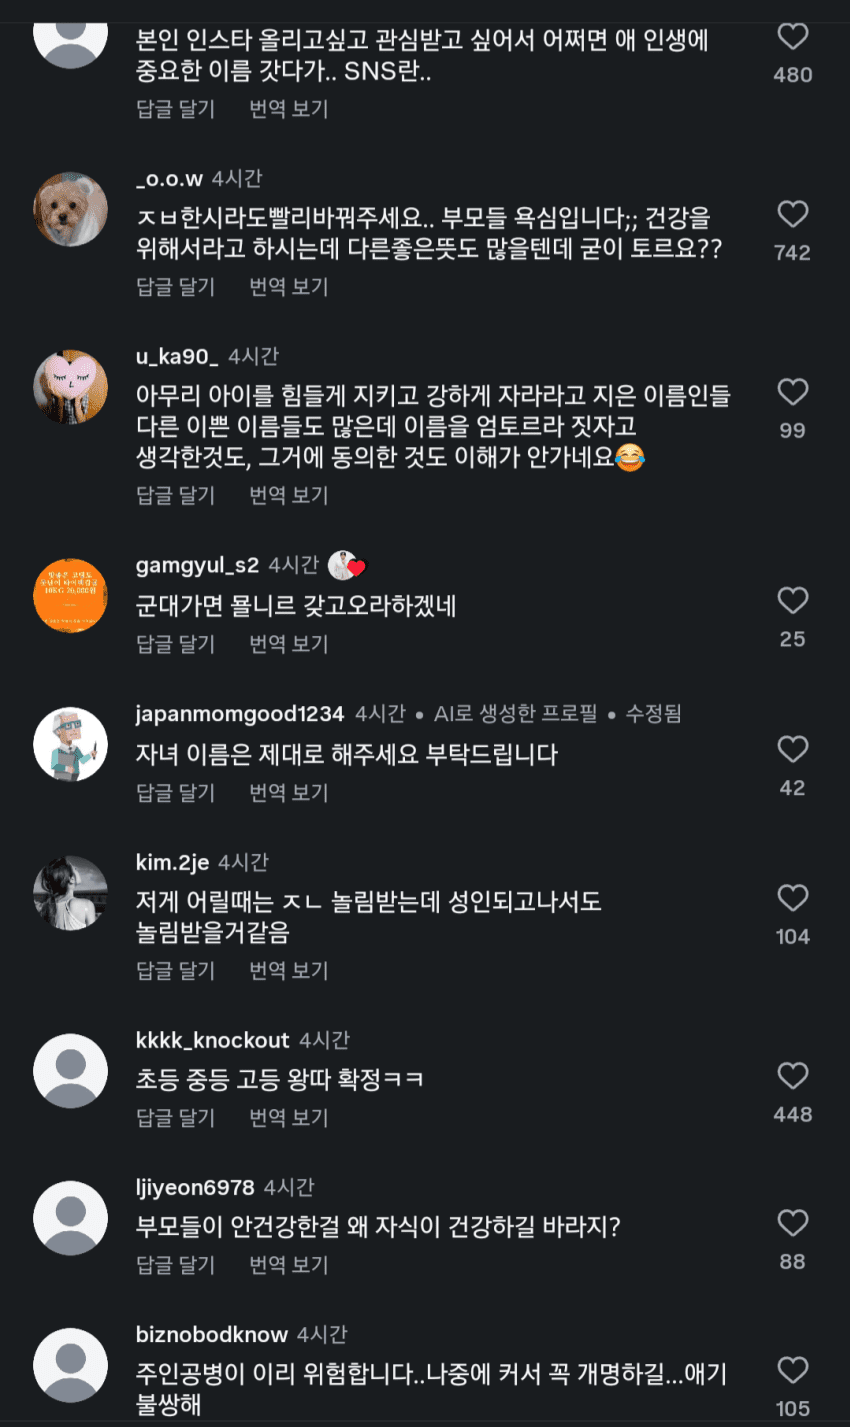 본인 인스타 올리고싶고 관심받고 싶어서 어쩌면 애 인생에
중요한 이름 갓다가.. SNS란..
480
답글 달기 번역 보기
_o.o.w 4시간
ㅈㅂ한시라도빨리바꿔주세요.. 부모들 욕심입니다;; 건강을
위해서라고 하시는데 다른좋은뜻도 많을텐데 굳이 토르요??
742
답글 달기 번역 보기
u_ka90_ 4시간
아무리 아이를 힘들게 지키고 강하게 자라라고 지은 이름인들
다른 이쁜 이름들도 많은데 이름을 엄토르라 짓자고
생각한것도, 그거에 동의한 것도 이해가 안가네요😂
99
답글 달기 번역 보기
gamgyul_s2 4시간
군대가면 묠니르 갖고오라하겠네
25
답글 달기 번역 보기
japanmomgood1234 4시간 • AI로 생성한 프로필 • 수정됨
자녀 이름은 제대로 해주세요 부탁드립니다
42
답글 달기 번역 보기
kim.2je 4시간
저게 어릴때는 ㅈㄴ 놀림받는데 성인되고나서도
놀림받을거같음
104
답글 달기 번역 보기
kkkk_knockout 4시간
초등 중등 고등 왕따 확정ㅋㅋ
448
답글 달기 번역 보기
ljiyeon6978 4시간
부모들이 안건강한걸 왜 자식이 건강하길 바라지?
88
답글 달기 번역 보기
biznobodknow 4시간
주인공병이 이리 위험합니다..나중에 커서 꼭 개명하길...애기
불쌍해
105